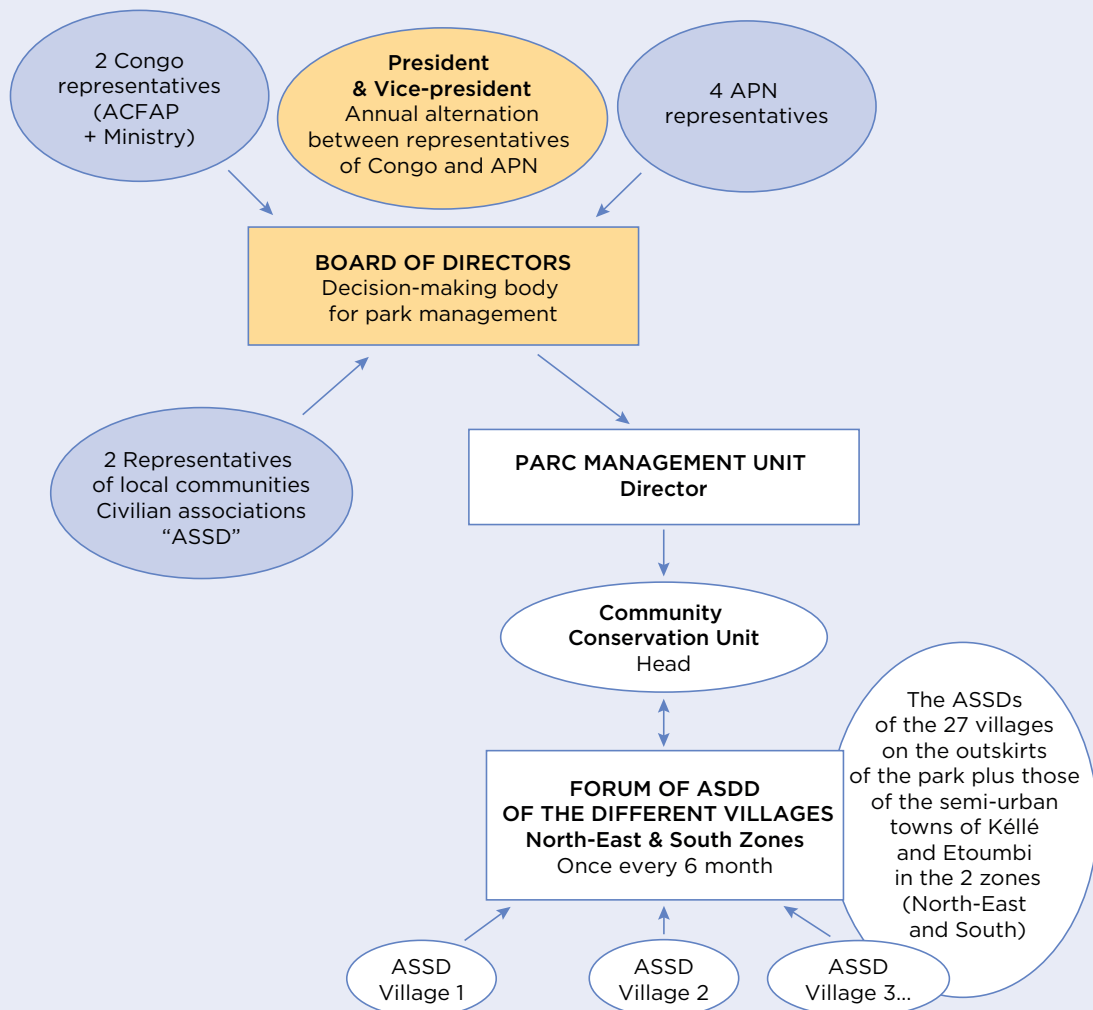 2 Congo
representatives
(ACFAP
+ Ministry)
President
& Vice-president
Annual alternation
between representatives
of Congo and APN
4 APN
representatives
BOARD OF DIRECTORS
Decision-making body
for park management
2 Representatives
of local communities
Civilian associations
“ASSD”
PARC MANAGEMENT UNIT
Director
Community
Conservation Unit
Head
FORUM OF ASDD
OF THE DIFFERENT VILLAGES
North-East & South Zones
Once every 6 month
The ASSDs
of the 27 villages
on the outskirts
of the park plus those
of the semi-urban
towns of Kéllé
and Etoumbi
in the 2 zones
(North-East
and South)
ASSD
Village 1
ASSD
Village 2
ASSD
Village 3...